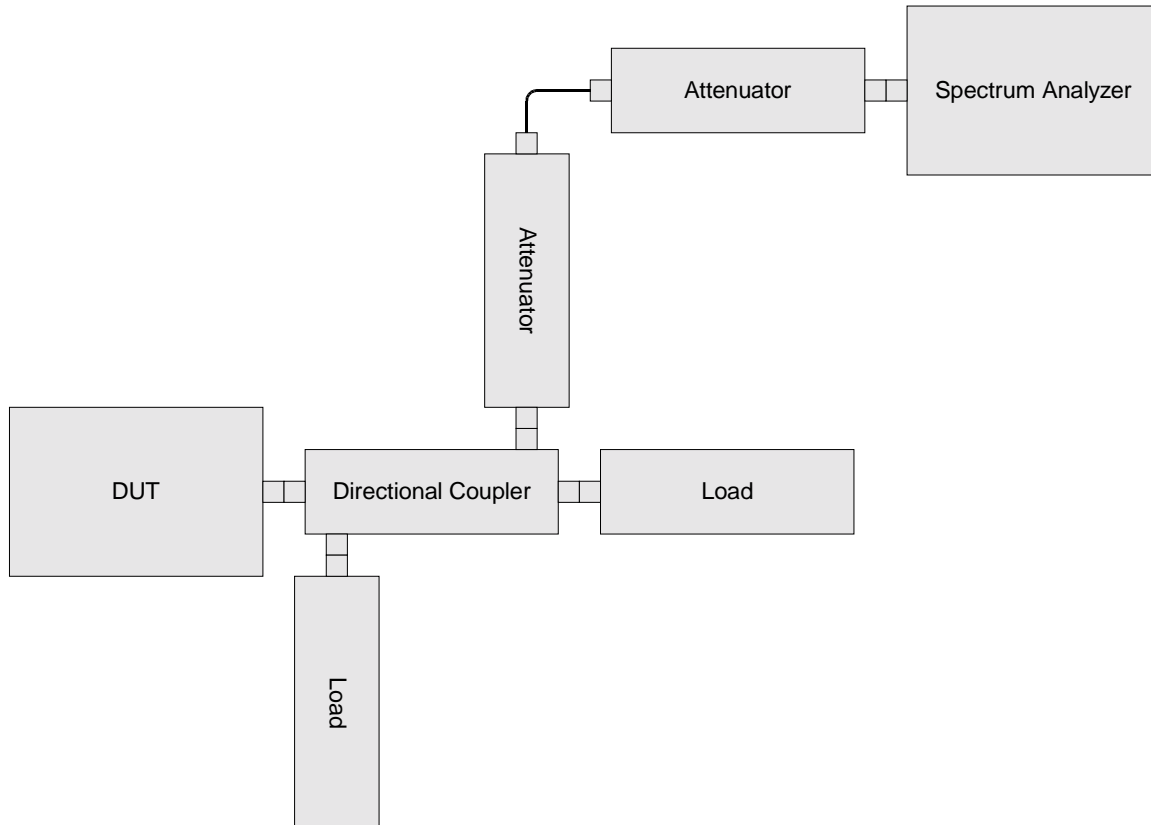 Attenuator
Spectrum Analyzer
Attenuator
DUT
Directional Coupler
Load
Load